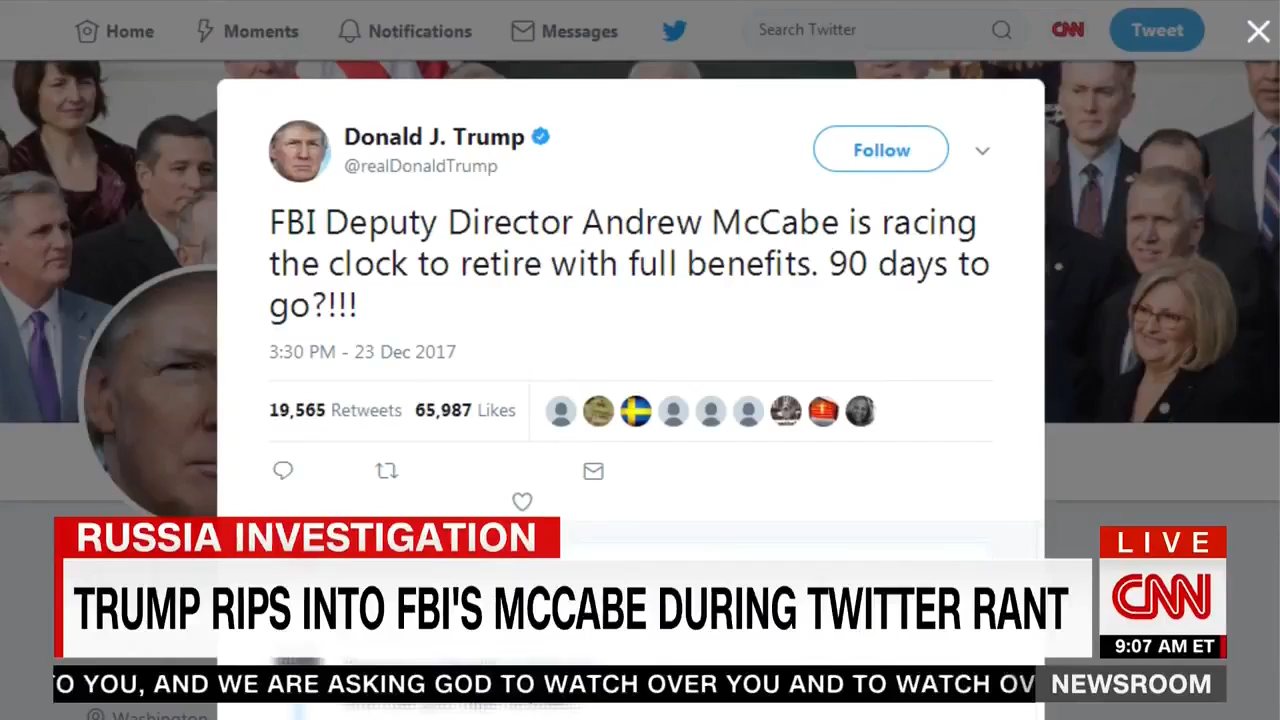 Home
Moments
Notifications
Messages
Search Twitter
CNN
Tweet
Donald J. Trump
@realDonaldTrump
Follow
FBI Deputy Director Andrew McCabe is racing
the clock to retire with full benefits. 90 days to
go?!!!
3:30 PM - 23 Dec 2017
19,565 Retweets 65,987 Likes
RUSSIA INVESTIGATION
TRUMP RIPS INTO FBI'S MCCABE DURING TWITTER RANT
LIVE
CNN
9:07 AM ET
O YOU, AND WE ARE ASKING GOD TO WATCH OVER YOU AND TO WATCH OV
NEWSROOM
Washington